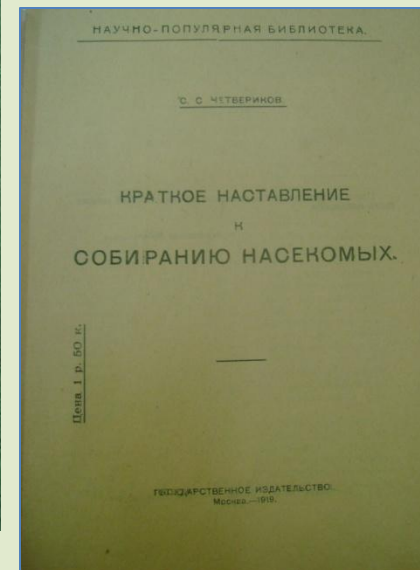 НАУЧНО-ПОПУЛЯРНАЯ БИБЛИОТЕКА.
С. С. ЧЕТВЕРИКОВ.
КРАТКОЕ НАСТАВЛЕНИЕ
К
СОБИРАНИЮ НАСЕКОМЫХ.
Цена 1 р. 50 к.
ГОСУДАРСТВЕННОЕ ИЗДАТЕЛЬСТВО.
Москва.—1919.